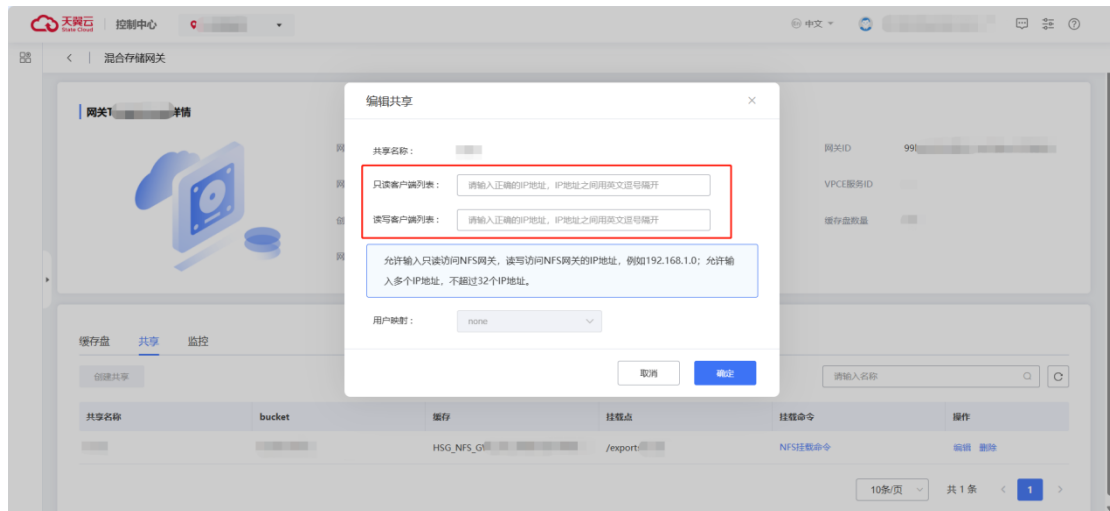 天翼云
State Cloud
控制中心
中文
混合存储网关
网关T
详情
网关ID
99
VPCE服务ID
缓存盘数量
编辑共享
共享名称：
只读客户端列表：
请输入正确的IP地址，IP地址之间用英文逗号隔开
读写客户端列表：
请输入正确的IP地址，IP地址之间用英文逗号隔开
允许输入只读访问NFS网关，读写访问NFS网关的IP地址，例如192.168.1.0；允许输
入多个IP地址，不超过32个IP地址。
用户映射：
none
取消
确定
缓存盘 共享 监控
创建共享
请输入名称
共享名称 bucket 缓存 挂载点 挂载命令 操作
HSG_NFS_G /export NFS挂载命令 编辑 删除
10条/页 共 1 条 < 1 >